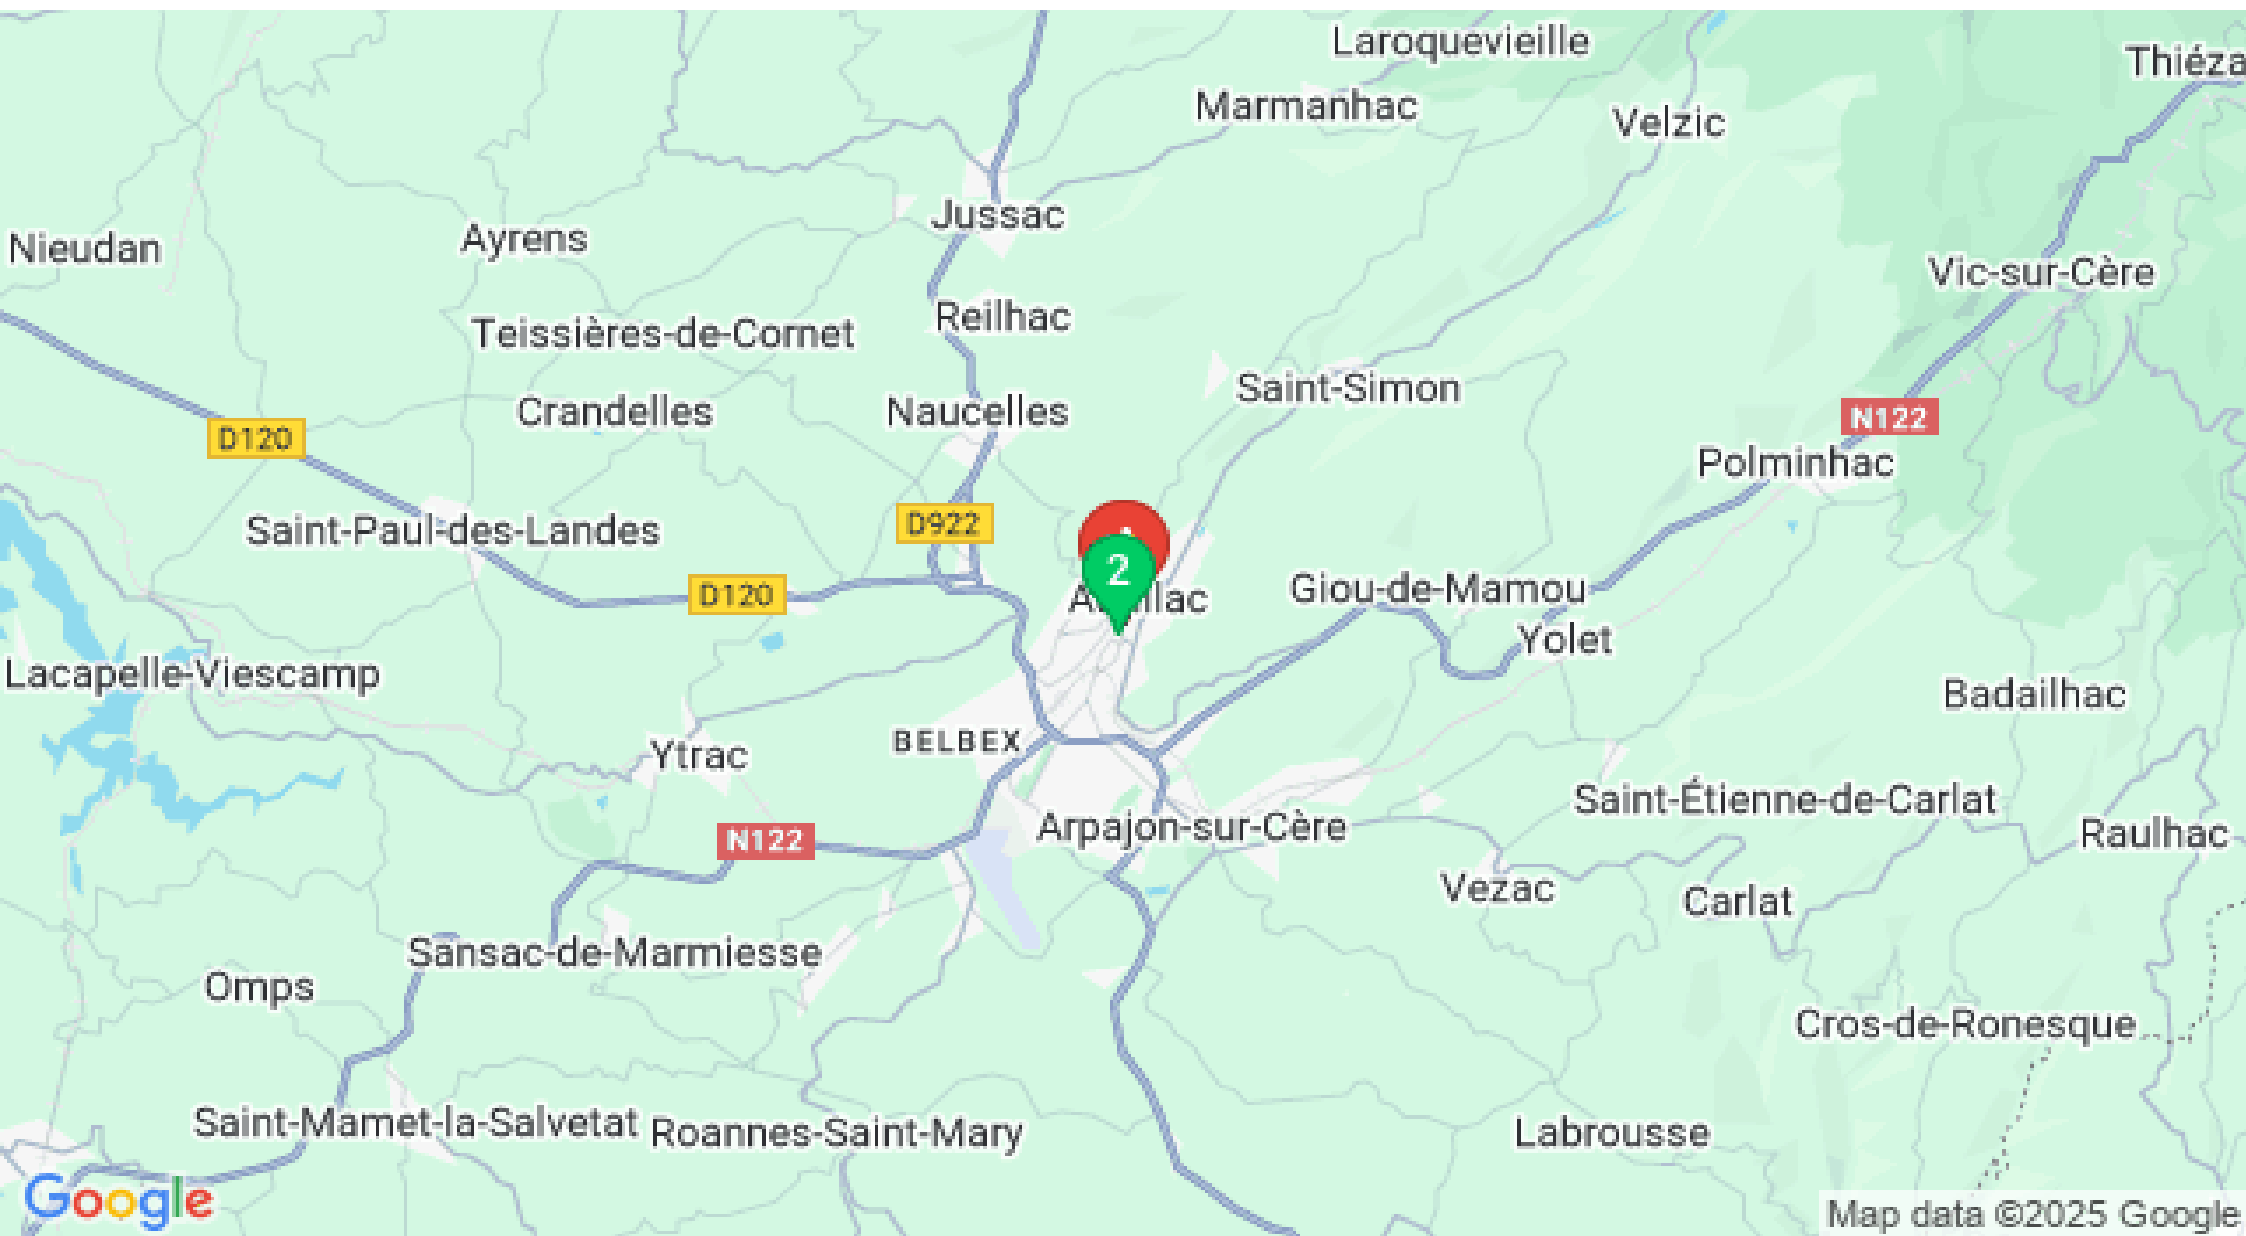 Laroquevieille
Thiéza
Marmanhac
Velzic
Jussac
Ayrens
Nieudan
Vic-sur-Cère
Reilhac
Teissières-de-Cornet
Saint-Simon
Crandelles
Naucelles
N122
D120
Polminhac
D922
Saint-Paul-des-Landes
2
Giou-de-Mamou
D120
Yolet
Lacapelle-Viescamp
Badailhac
BELBEX
Ytrac
Saint-Étienne-de-Carlat
Arpajon-sur-Cère
Raulhac
N122
Vezac
Carlat
Sansac-de-Marmiesse
Omps
Cros-de-Ronesque
Saint-Mamet-la-Salvetat
Roannes-Saint-Mary
Labrousse
Google
Map data ©2025 Google